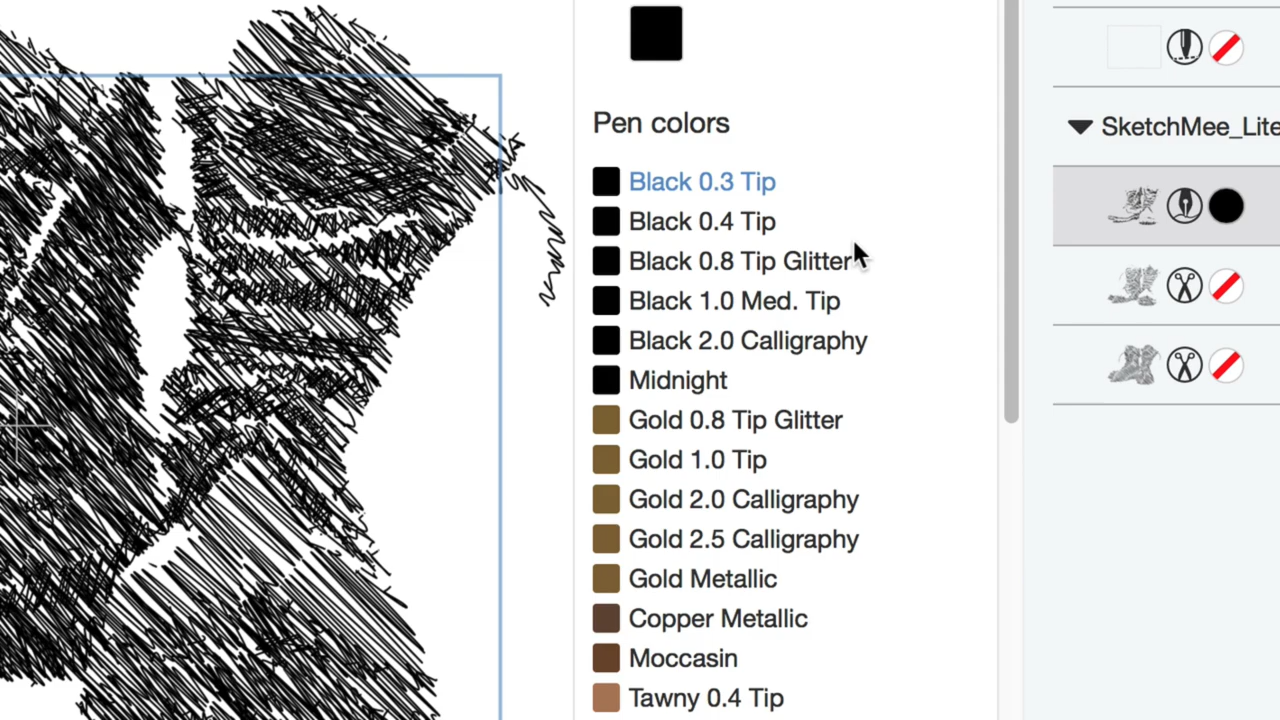 Pen colors
SketchMee_Lite
Black 0.3 Tip
Black 0.4 Tip
Black 0.8 Tip Glitter
Black 1.0 Med. Tip
Black 2.0 Calligraphy
Midnight
Gold 0.8 Tip Glitter
Gold 1.0 Tip
Gold 2.0 Calligraphy
Gold 2.5 Calligraphy
Gold Metallic
Copper Metallic
Moccasin
Tawny 0.4 Tip